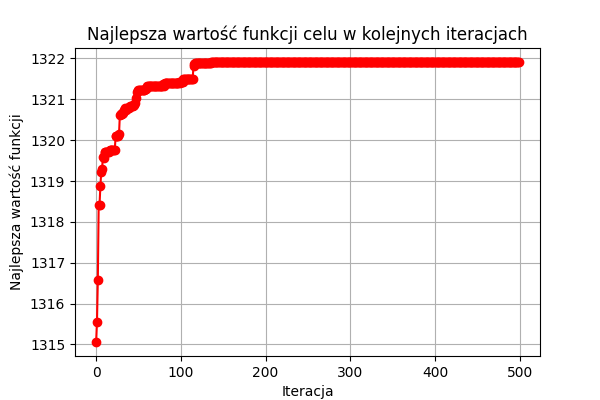 Najlepsza wartość funkcji celu w kolejnych iteracjach
1322
1321
1320
1319
1318
1317
1316
1315
Najlepsza wartość funkcji
0 100 200 300 400 500
Iteracja